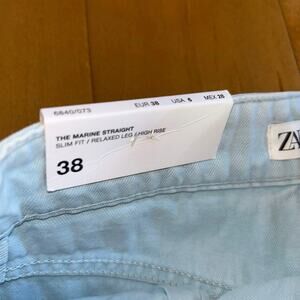 6840/073 EUR 38 USA 6 MEX 28
THE MARINE STRAIGHT
SLIM FIT / RELAXED LEG / HIGH RISE
38
ZA